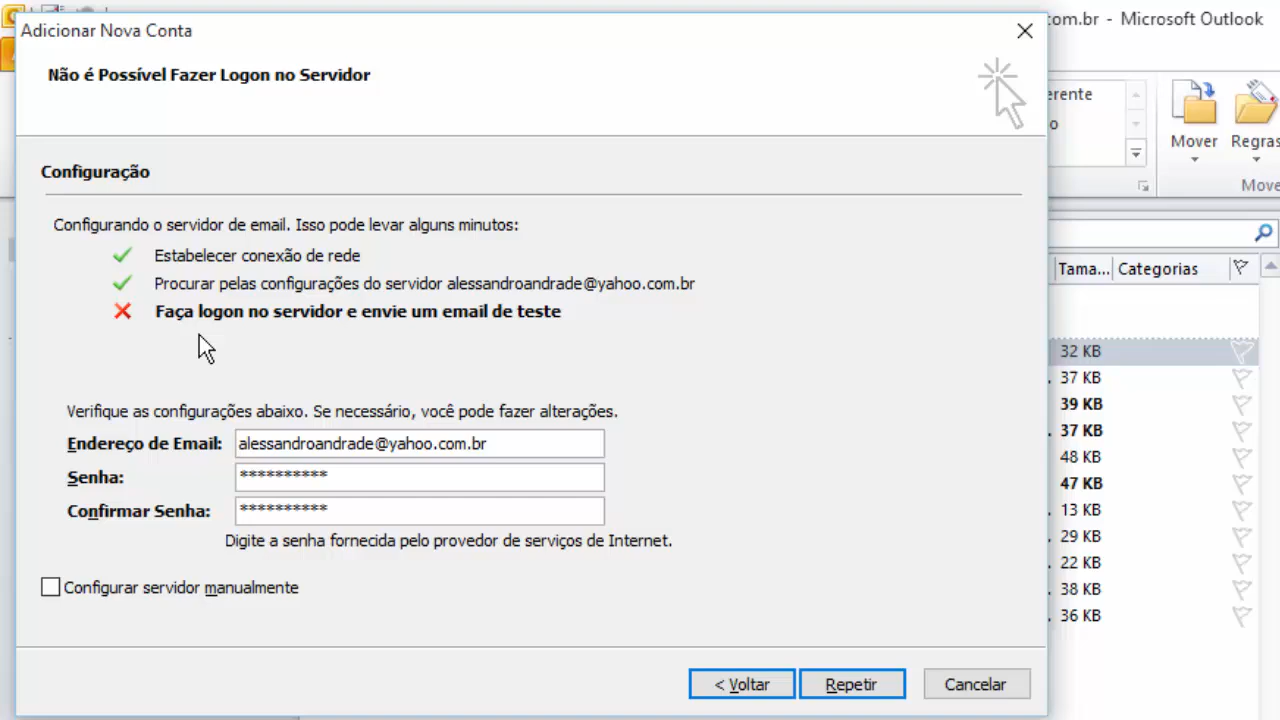 Adicionar Nova Conta
com.br - Microsoft Outlook
Não é Possível Fazer Logon no Servidor
Mover
Regras
Configuração
Configurando o servidor de email. Isso pode levar alguns minutos:
Estabelecer conexão de rede
Procurar pelas configurações do servidor alessandroandrade@yahoo.com.br
Faça logon no servidor e envie um email de teste
Verifique as configurações abaixo. Se necessário, você pode fazer alterações.
Endereço de Email: alessandroandrade@yahoo.com.br
Senha: **********
Confirmar Senha: **********
Digite a senha fornecida pelo provedor de serviços de Internet.
Configurar servidor manualmente
< Voltar
Repetir
Cancelar
Tama... Categorias
32 KB
37 KB
39 KB
37 KB
48 KB
47 KB
13 KB
29 KB
22 KB
38 KB
36 KB